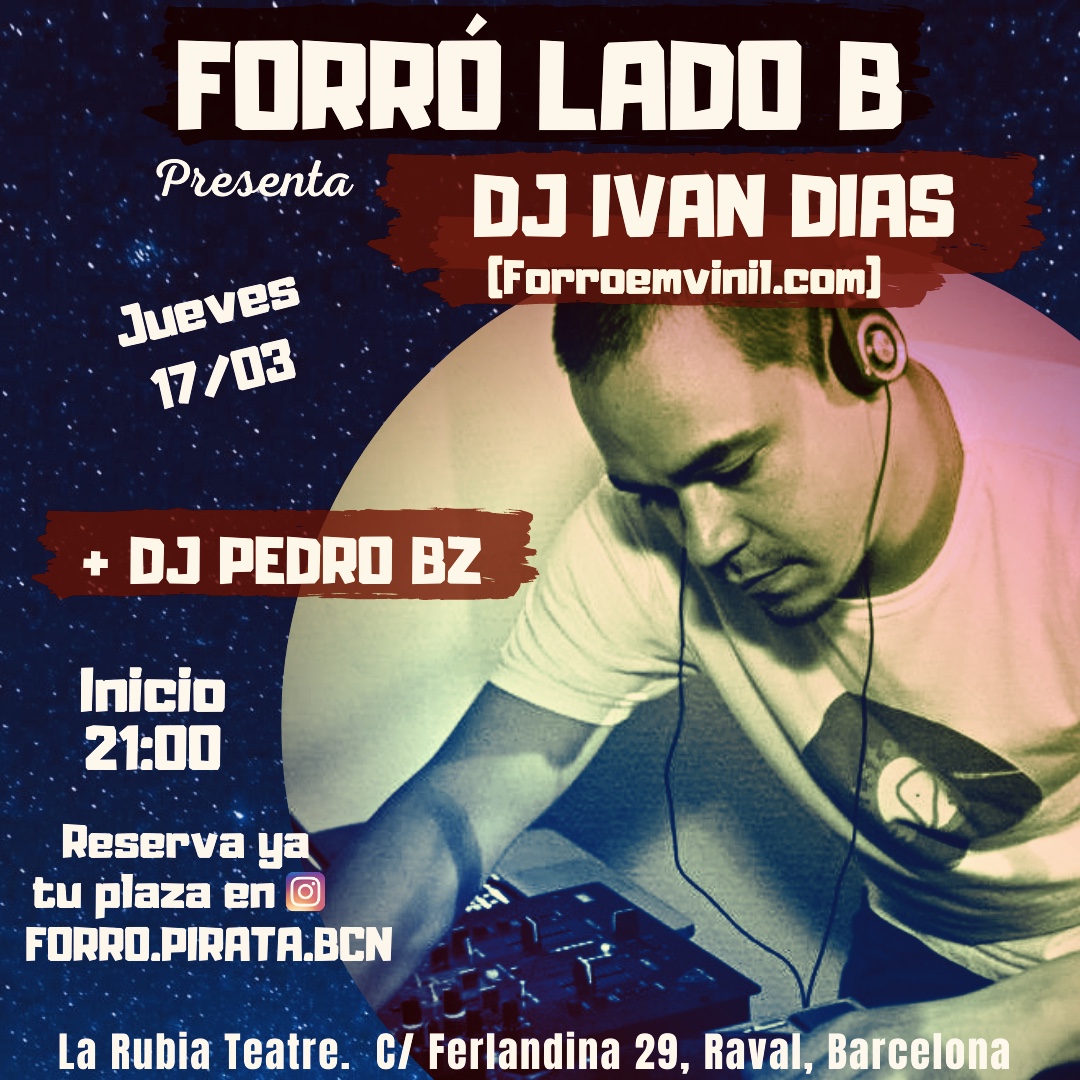 FORRÓ LADO B
Presenta
DJ IVAN DIAS
(Forroemvinil.com)
Jueves
17/03
+ DJ PEDRO BZ
Inicio
21:00
Reserva ya
tu plaza en
FORRO.PIRATA.BCN
La Rubia Teatre. C/ Ferlandina 29, Raval, Barcelona